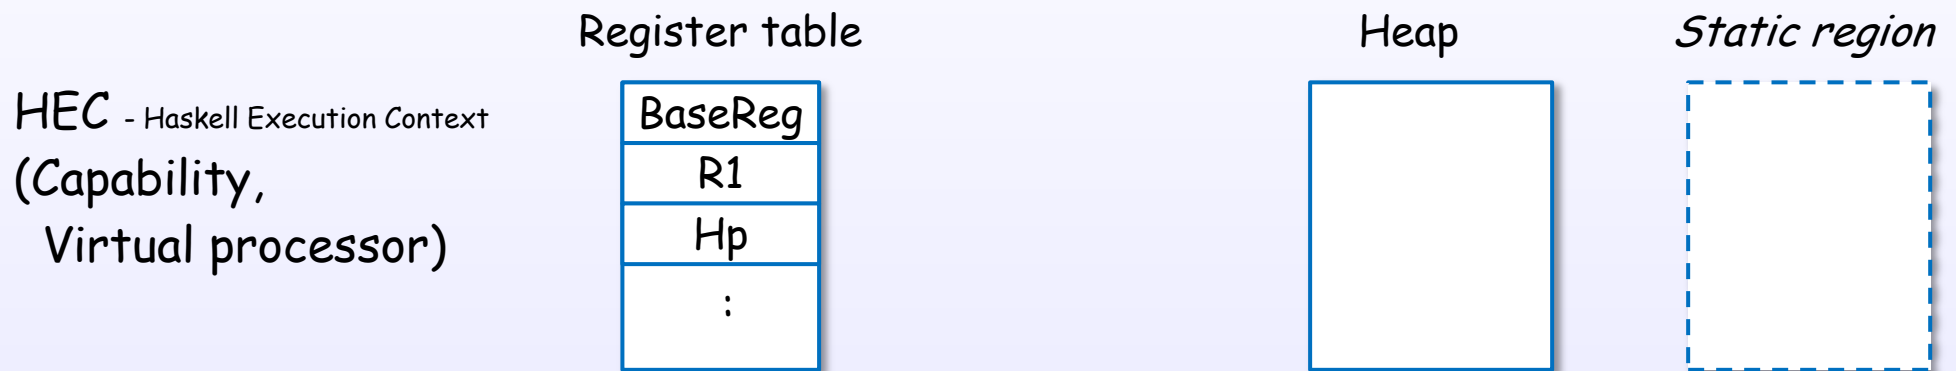 Register table
Heap
Static region
HEC - Haskell Execution Context
(Capability,
Virtual processor)
BaseReg
R1
Hp
: